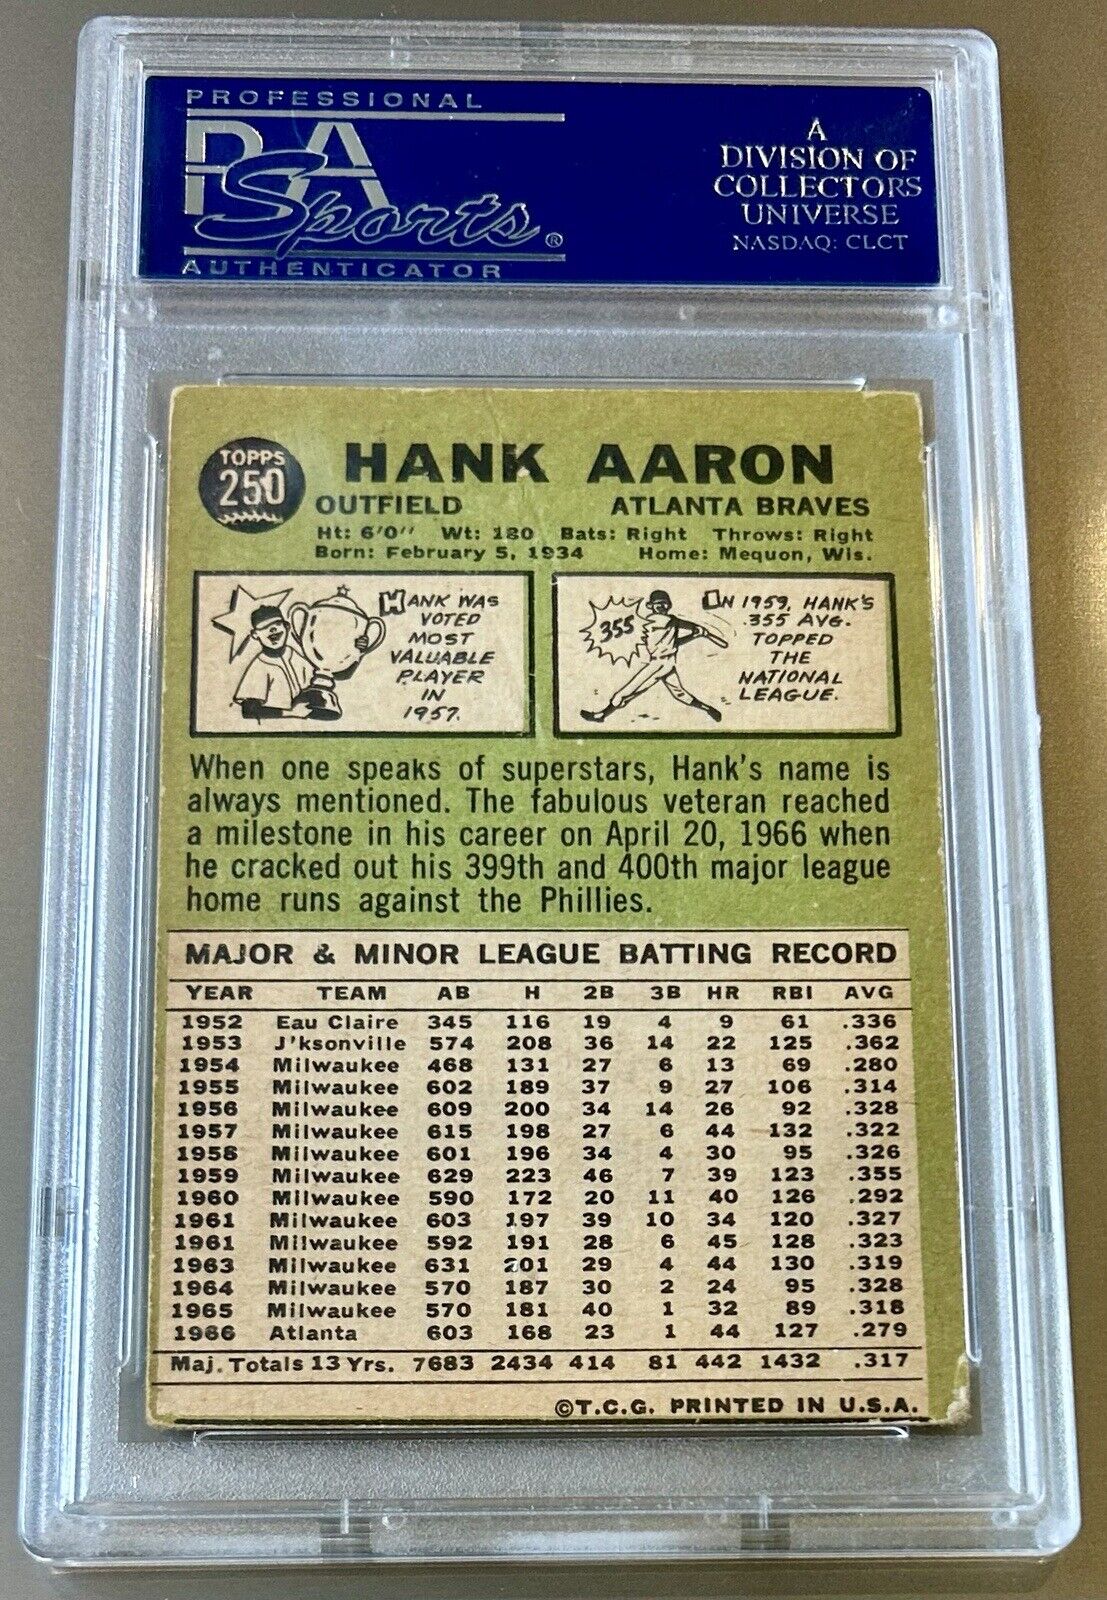 PROFESSIONAL
PSA
Sports®
AUTHENTICATOR
A
DIVISION OF
COLLECTORS
UNIVERSE
NASDAQ: CLCT
TOPPS
250
HANK AARON
OUTFIELD ATLANTA BRAVES
Ht: 6'0" Wt: 180 Bats: Right Throws: Right
Born: February 5, 1934 Home: Mequon, Wis.
HANK WAS
VOTED
MOST
VALUABLE
PLAYER
IN
1957.
355
IN 1959, HANK'S
.355 AVG.
TOPPED
THE
NATIONAL
LEAGUE.
When one speaks of superstars, Hank's name is
always mentioned. The fabulous veteran reached
a milestone in his career on April 20, 1966 when
he cracked out his 399th and 400th major league
home runs against the Phillies.
MAJOR & MINOR LEAGUE BATTING RECORD
YEAR TEAM AB H 2B 3B HR RBI AVG
1952 Eau Claire 345 116 19 4 9 61 .336
1953 J'ksonville 574 208 36 14 22 125 .362
1954 Milwaukee 468 131 27 6 13 69 .280
1955 Milwaukee 602 189 37 9 27 106 .314
1956 Milwaukee 609 200 34 14 26 92 .328
1957 Milwaukee 615 198 27 6 44 132 .322
1958 Milwaukee 601 196 34 4 30 95 .326
1959 Milwaukee 629 223 46 7 39 123 .355
1960 Milwaukee 590 172 20 11 40 126 .292
1961 Milwaukee 603 197 39 10 34 120 .327
1961 Milwaukee 592 191 28 6 45 128 .323
1963 Milwaukee 631 201 29 4 44 130 .319
1964 Milwaukee 570 187 30 2 24 95 .328
1965 Milwaukee 570 181 40 1 32 89 .318
1966 Atlanta 603 168 23 1 44 127 .279
Maj. Totals 13 Yrs. 7683 2434 414 81 442 1432 .317
©T.C.G. PRINTED IN U.S.A.